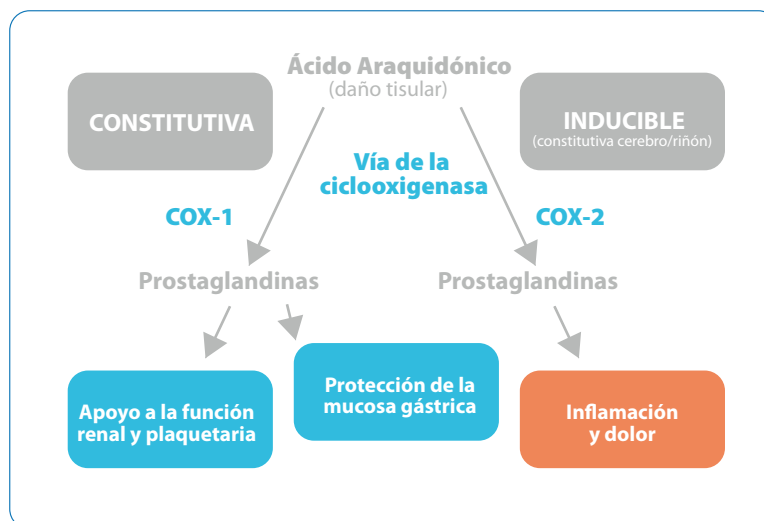 Ácido Araquidónico
(daño tisular)
CONSTITUTIVA
INDUCIBLE
(constitutiva cerebro/riñón)
Vía de la
ciclooxigenasa
COX-1
COX-2
Prostaglandinas
Prostaglandinas
Apoyo a la función
renal y plaquetaria
Protección de la
mucosa gástrica
Inflamación
y dolor